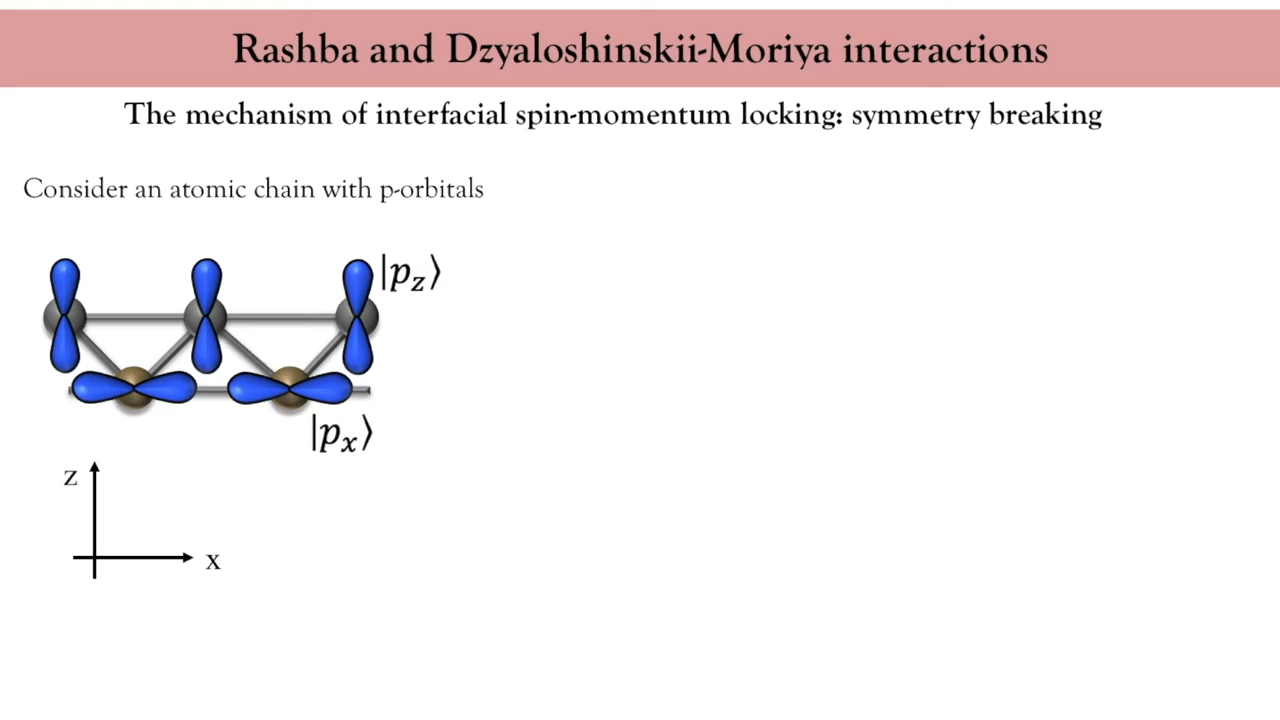 Rashba and Dzyaloshinskii-Moriya interactions
The mechanism of interfacial spin-momentum locking: symmetry breaking
Consider an atomic chain with p-orbitals
|p_z⟩
|p_x⟩
z
x